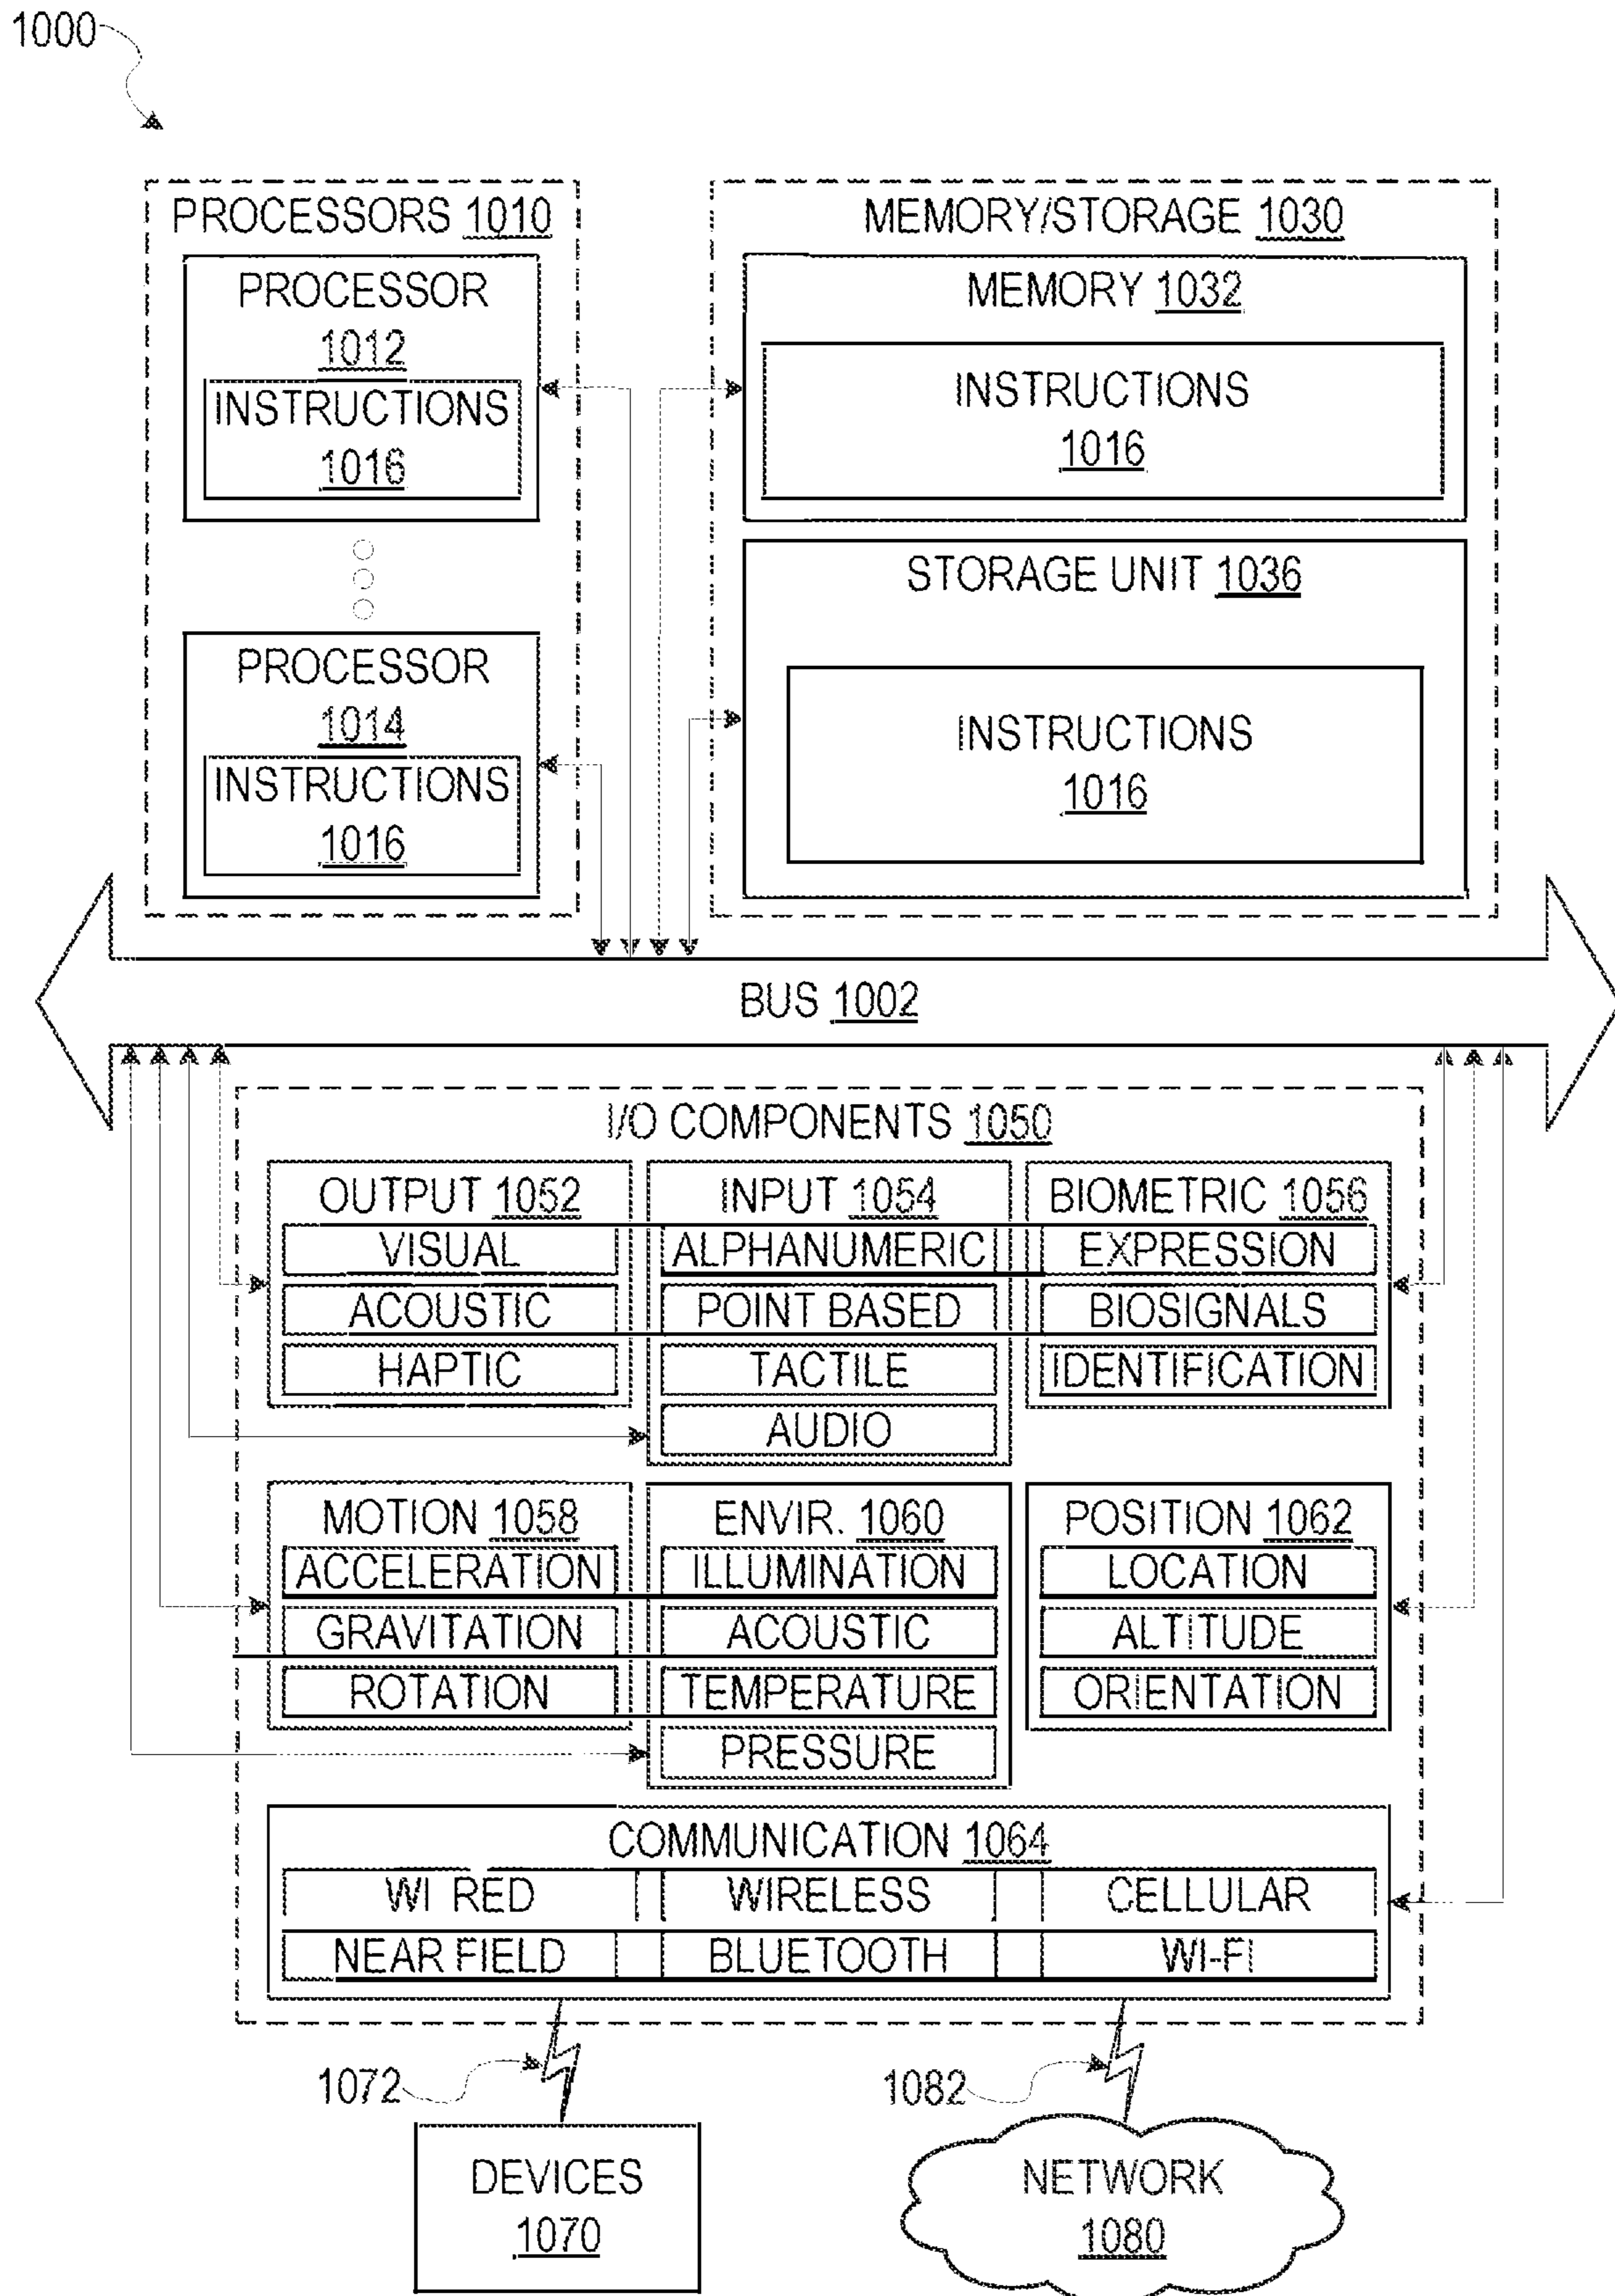 1000
PROCESSORS 1010
PROCESSOR
1012
INSTRUCTIONS
1016
PROCESSOR
1014
INSTRUCTIONS
1016
MEMORY/STORAGE 1030
MEMORY 1032
INSTRUCTIONS
1016
STORAGE UNIT 1036
INSTRUCTIONS
1016
BUS 1002
I/O COMPONENTS 1050
OUTPUT 1052
VISUAL
ACOUSTIC
HAPTIC
INPUT 1054
ALPHANUMERIC
POINT BASED
TACTILE
AUDIO
BIOMETRIC 1056
EXPRESSION
BIOSIGNALS
IDENTIFICATION
MOTION 1058
ACCELERATION
GRAVITATION
ROTATION
ENVIR. 1060
ILLUMINATION
ACOUSTIC
TEMPERATURE
PRESSURE
POSITION 1062
LOCATION
ALTITUDE
ORIENTATION
COMMUNICATION 1064
WIRED
WIRELESS
CELLULAR
NEAR FIELD
BLUETOOTH
WI-FI
1072
1082
DEVICES
1070
NETWORK
1080